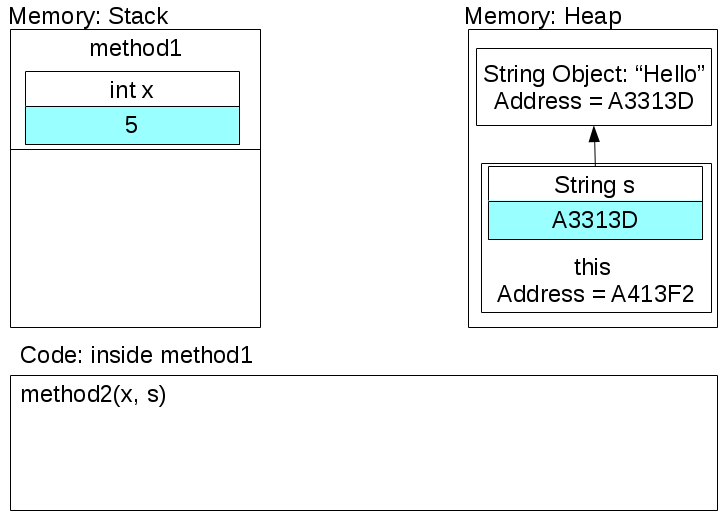 Memory: Stack
method1
int x
5
Memory: Heap
String Object: “Hello”
Address = A3313D
String s
A3313D
this
Address = A413F2
Code: inside method1
method2(x, s)